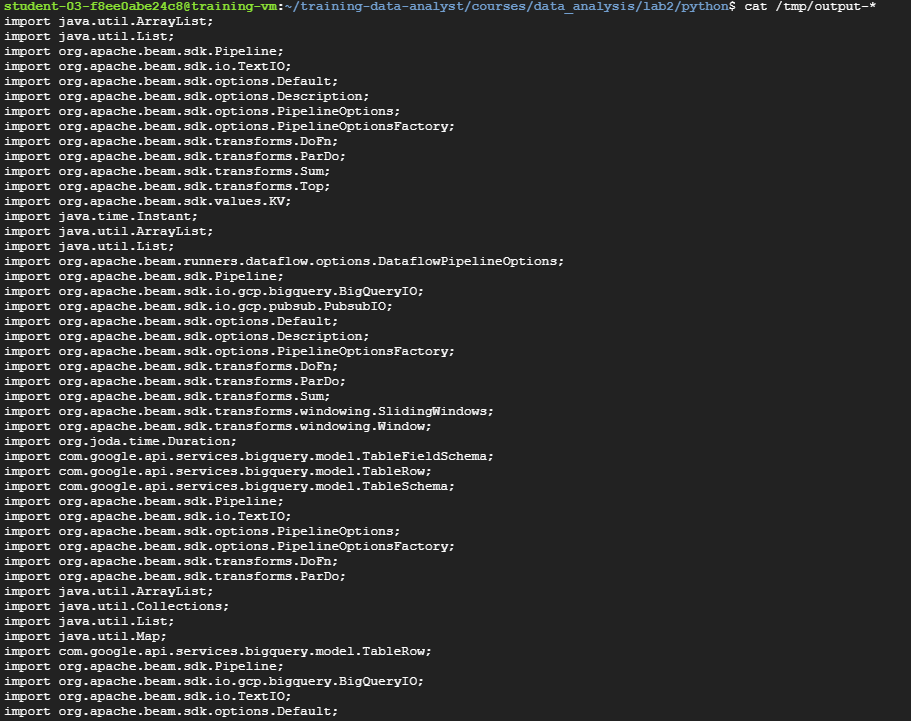 student-03-f8ee0abe24c8@training-vm:~/training-data-analyst/courses/data_analysis/lab2/python$ cat /tmp/output-*
import java.util.ArrayList;
import java.util.List;
import org.apache.beam.sdk.Pipeline;
import org.apache.beam.sdk.io.TextIO;
import org.apache.beam.sdk.options.Default;
import org.apache.beam.sdk.options.Description;
import org.apache.beam.sdk.options.PipelineOptions;
import org.apache.beam.sdk.options.PipelineOptionsFactory;
import org.apache.beam.sdk.transforms.DoFn;
import org.apache.beam.sdk.transforms.ParDo;
import org.apache.beam.sdk.transforms.Sum;
import org.apache.beam.sdk.transforms.Top;
import org.apache.beam.sdk.values.KV;
import java.time.Instant;
import java.util.ArrayList;
import java.util.List;
import org.apache.beam.runners.dataflow.options.DataflowPipelineOptions;
import org.apache.beam.sdk.Pipeline;
import org.apache.beam.sdk.io.gcp.bigquery.BigQueryIO;
import org.apache.beam.sdk.io.gcp.pubsub.PubsubIO;
import org.apache.beam.sdk.options.Default;
import org.apache.beam.sdk.options.Description;
import org.apache.beam.sdk.options.PipelineOptionsFactory;
import org.apache.beam.sdk.transforms.DoFn;
import org.apache.beam.sdk.transforms.ParDo;
import org.apache.beam.sdk.transforms.Sum;
import org.apache.beam.sdk.transforms.windowing.SlidingWindows;
import org.apache.beam.sdk.transforms.windowing.Window;
import org.joda.time.Duration;
import com.google.api.services.bigquery.model.TableFieldSchema;
import com.google.api.services.bigquery.model.TableRow;
import com.google.api.services.bigquery.model.TableSchema;
import org.apache.beam.sdk.Pipeline;
import org.apache.beam.sdk.io.TextIO;
import org.apache.beam.sdk.options.PipelineOptions;
import org.apache.beam.sdk.options.PipelineOptionsFactory;
import org.apache.beam.sdk.transforms.DoFn;
import org.apache.beam.sdk.transforms.ParDo;
import java.util.ArrayList;
import java.util.Collections;
import java.util.List;
import java.util.Map;
import com.google.api.services.bigquery.model.TableRow;
import org.apache.beam.sdk.Pipeline;
import org.apache.beam.sdk.io.gcp.bigquery.BigQueryIO;
import org.apache.beam.sdk.io.TextIO;
import org.apache.beam.sdk.options.Default;